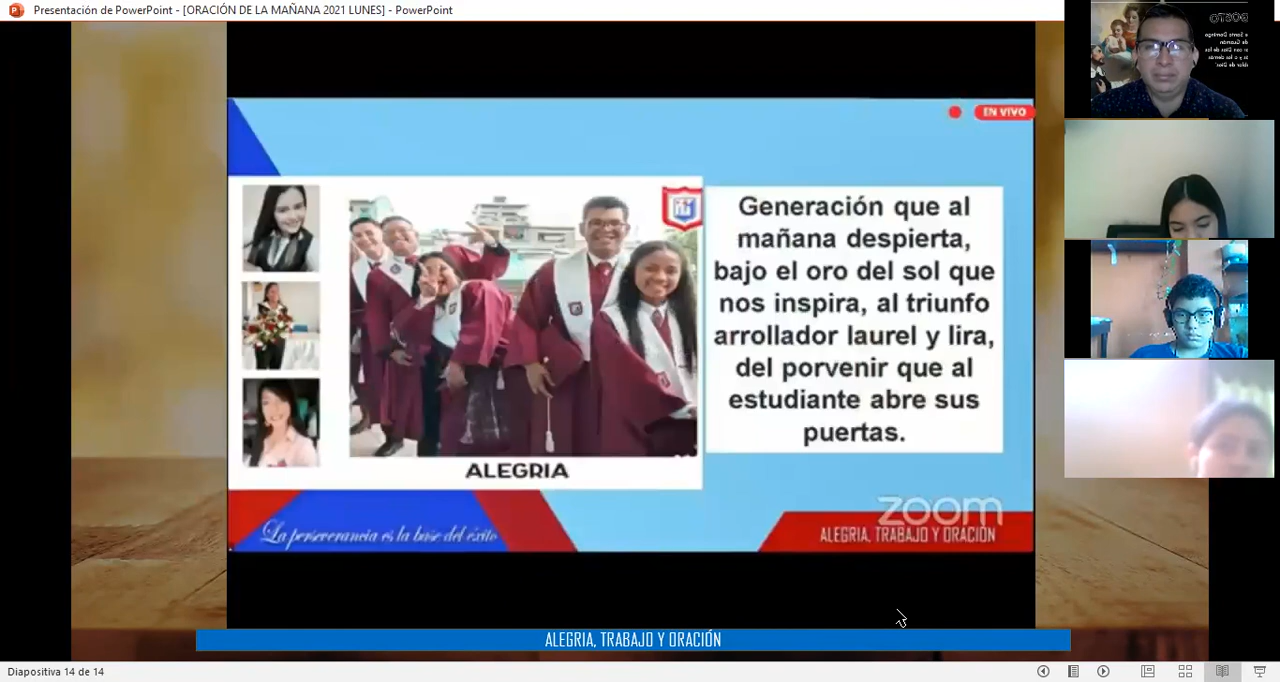 Presentación de PowerPoint - [ORACIÓN DE LA MAÑANA 2021 LUNES] - PowerPoint
EN VIVO
Generación que al
mañana despierta,
bajo el oro del sol que
nos inspira, al triunfo
arrollador laurel y lira,
del porvenir que al
estudiante abre sus
puertas.
ALEGRIA
La perseverancia es la base del éxito
zoom
ALEGRIA, TRABAJO Y ORACIÓN
ALEGRIA, TRABAJO Y ORACIÓN
Diapositiva 14 de 14